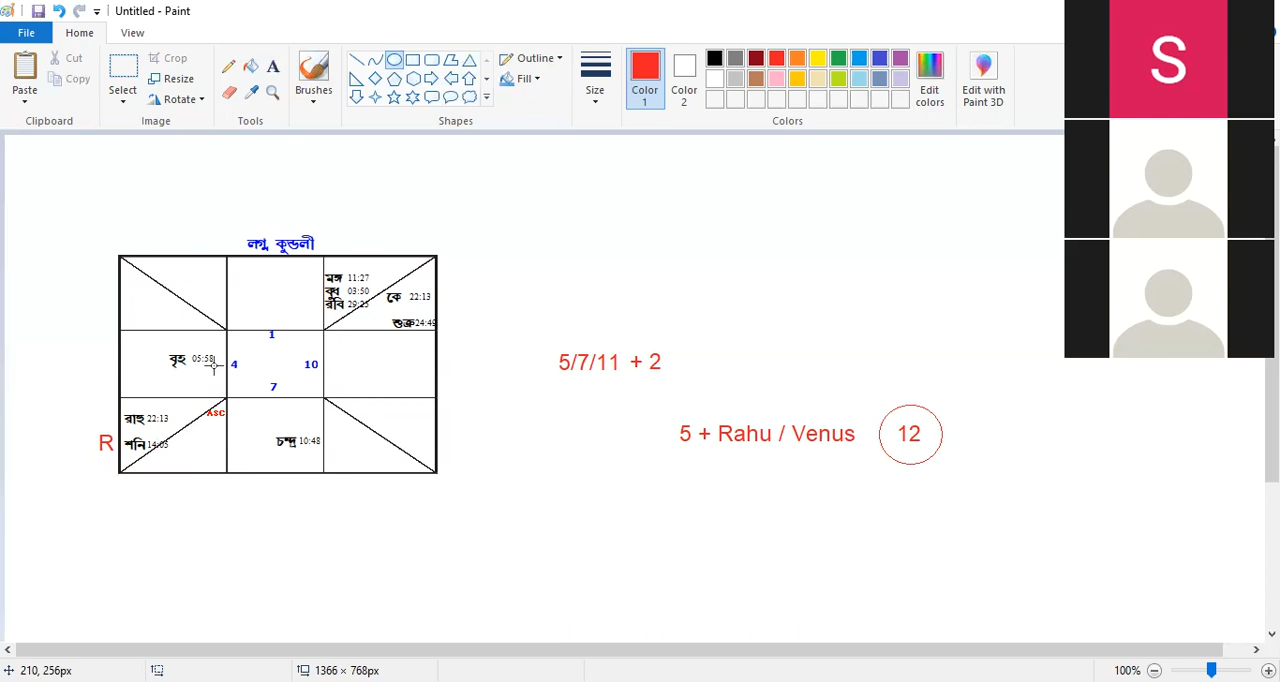 Untitled - Paint
File
Home
View
Paste
Cut
Copy
Clipboard
Select
Crop
Resize
Rotate
Image
Tools
Brushes
Shapes
Outline
Fill
Size
Color 1
Color 2
Edit colors
Edit with Paint 3D
Colors
S
লগ্ন কুন্ডলী
মঙ্গ 11:27
বুধ 03:50
রবি 29:25
কে 22:13
শুক্র 24:49
1
বৃহ 05:58
4
10
7
Asc
রাহু 22:13
R শনি 14:05
চন্দ্র 10:48
5/7/11 + 2
5 + Rahu / Venus 12
210, 256px
1366 × 768px
100%